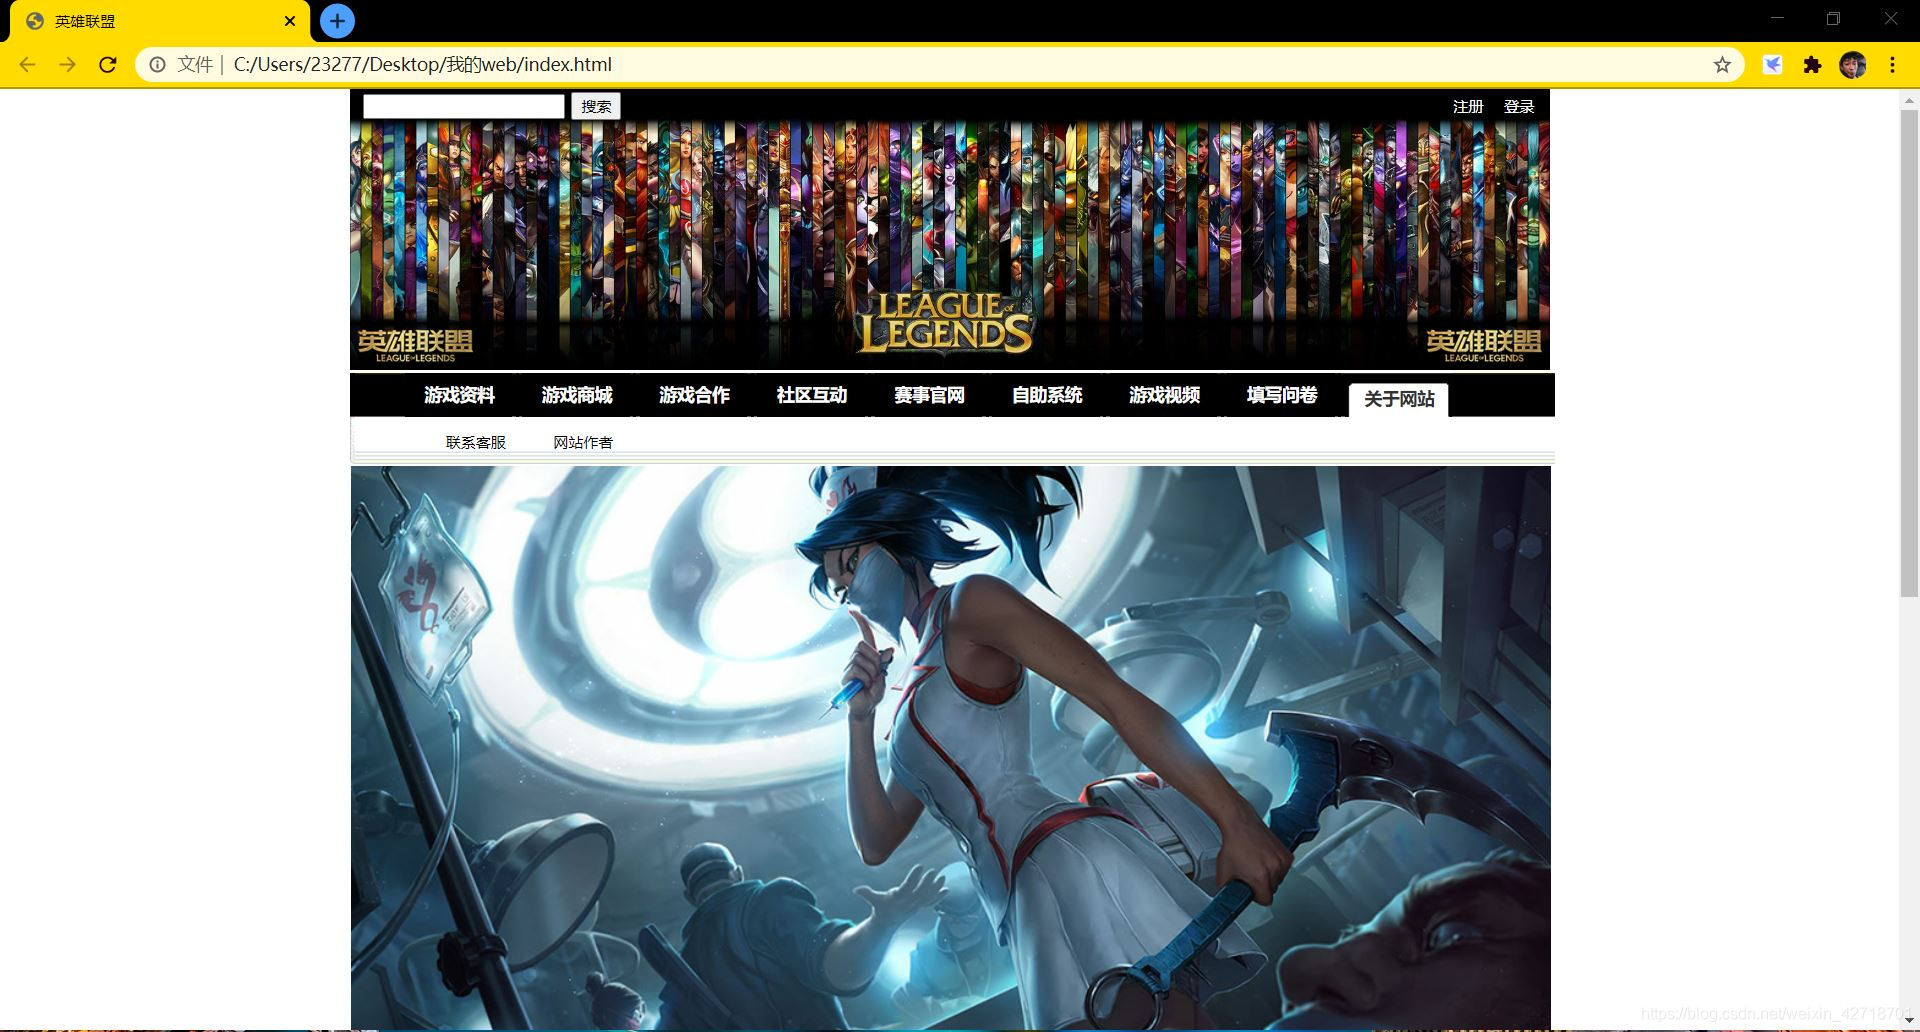 英雄联盟
文件 | C:/Users/23277/Desktop/我的web/index.html
搜索 注册 登录
LEAGUE of
LEGENDS
英雄联盟
LEAGUE OF LEGENDS
英雄联盟
LEAGUE OF LEGENDS
游戏资料 游戏商城 游戏合作 社区互动 赛事官网 自助系统 游戏视频 填写问卷 关于网站
联系客服 网站作者
https://blog.csdn.net/weixin_42718701